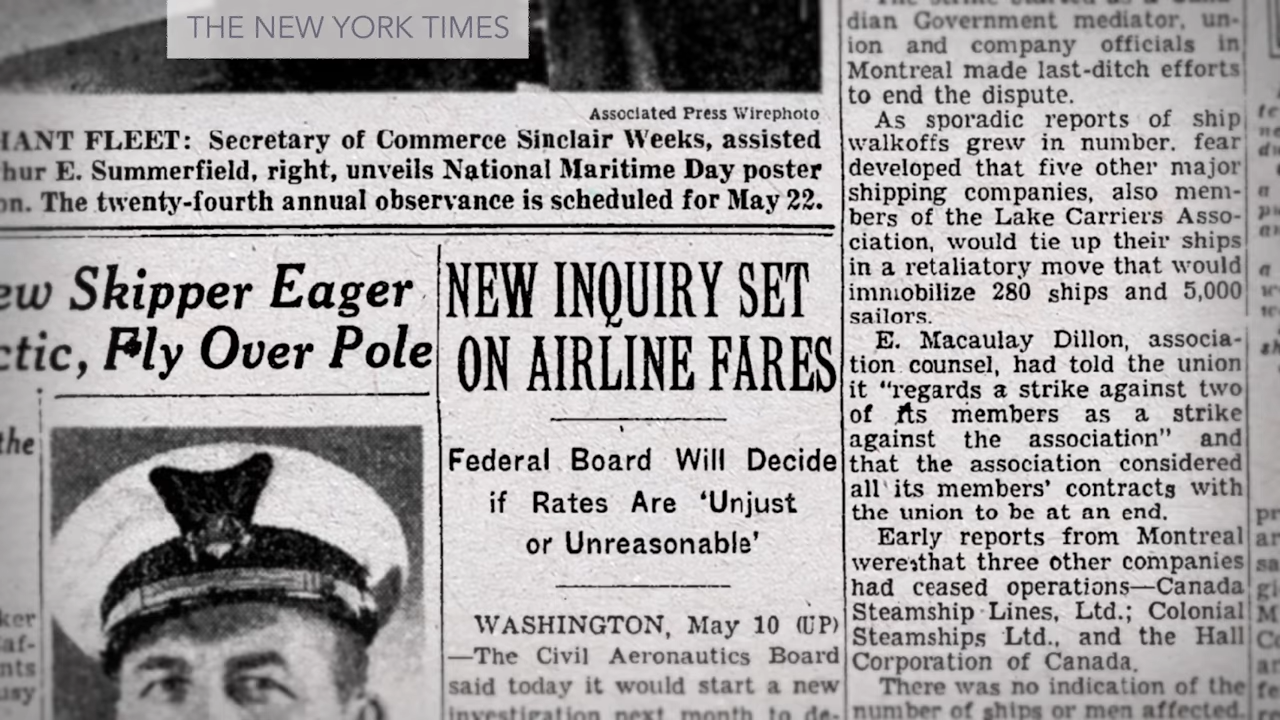 THE NEW YORK TIMES
Associated Press Wirephoto
HANT FLEET: Secretary of Commerce Sinclair Weeks, assisted
hur E. Summerfield, right, unveils National Maritime Day poster
on. The twenty-fourth annual observance is scheduled for May 22.
ew Skipper Eager
ctic, Fly Over Pole
the
ker
af-
nts
usy
NEW INQUIRY SET
ON AIRLINE FARES
Federal Board Will Decide
if Rates Are ‘Unjust
or Unreasonable’
WASHINGTON, May 10 (UP)
—The Civil Aeronautics Board
said today it would start a new
investigation next month to de-
dian Government mediator, un-
ion and company officials in
Montreal made last-ditch efforts
to end the dispute.
As sporadic reports of ship
walkoffs grew in number, fear
developed that five other major
shipping companies, also mem-
bers of the Lake Carriers Asso-
ciation, would tie up their ships
in a retaliatory move that would
immobilize 280 ships and 5,000
sailors.
E. Macaulay Dillon, associa-
tion counsel, had told the union
it “regards a strike against two
of its members as a strike
against the association” and
that the association considered
all its members’ contracts with
the union to be at an end.
Early reports from Montreal
were that three other companies
had ceased operations—Canada
Steamship Lines, Ltd.; Colonial
Steamships Ltd., and the Hall
Corporation of Canada.
There was no indication of the
number of ships or men affected.